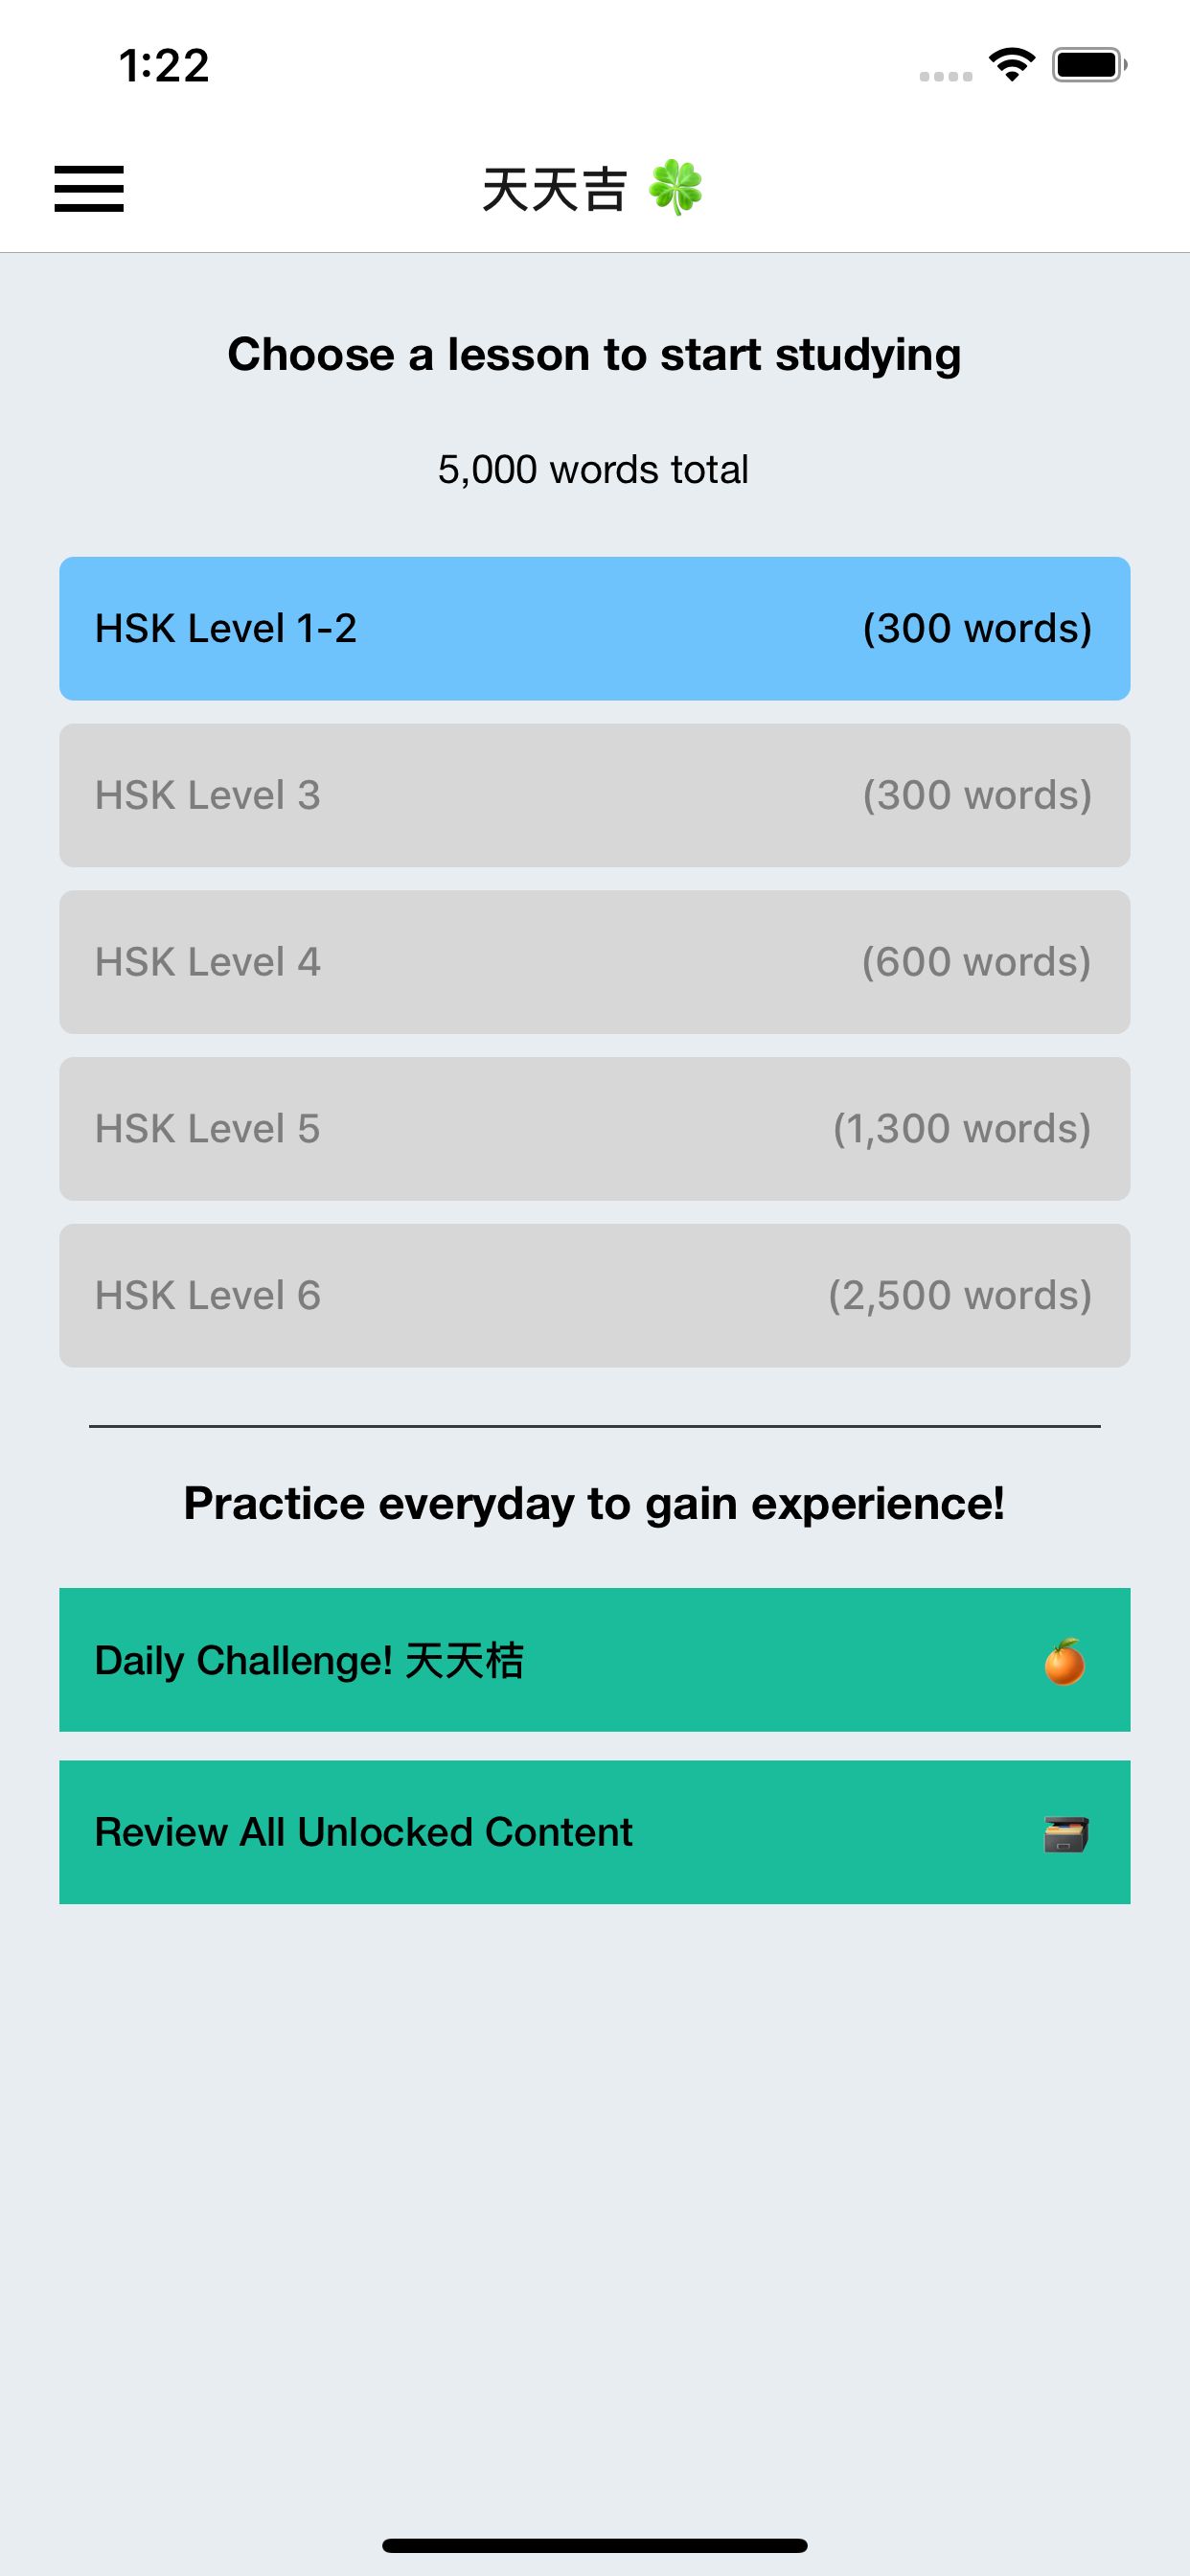 1:22
天天吉 🍀
Choose a lesson to start studying
5,000 words total
HSK Level 1-2 (300 words)
HSK Level 3 (300 words)
HSK Level 4 (600 words)
HSK Level 5 (1,300 words)
HSK Level 6 (2,500 words)
Practice everyday to gain experience!
Daily Challenge! 天天桔 🍊
Review All Unlocked Content 🗃️